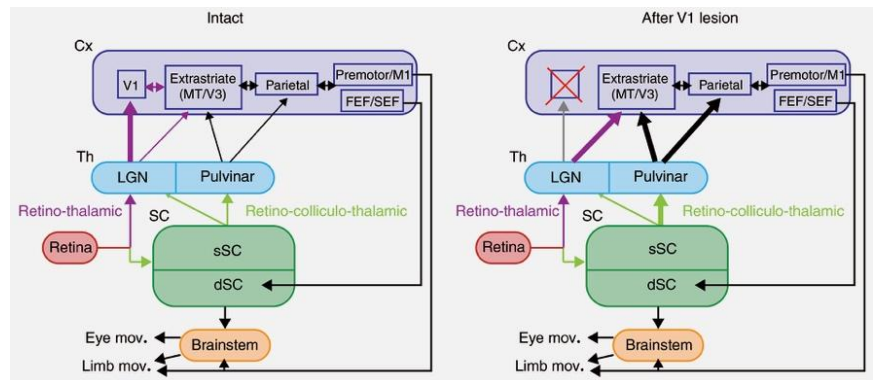 Intact
Cx
V1
Extrastriate
(MT/V3)
Parietal
Premotor/M1
FEF/SEF
Th
LGN
Pulvinar
Retino-thalamic
SC
Retino-colliculo-thalamic
Retina
sSC
dSC
Eye mov.
Brainstem
Limb mov.
After V1 lesion
Cx
Extrastriate
(MT/V3)
Parietal
Premotor/M1
FEF/SEF
Th
LGN
Pulvinar
Retino-thalamic
SC
Retino-colliculo-thalamic
Retina
sSC
dSC
Eye mov.
Brainstem
Limb mov.